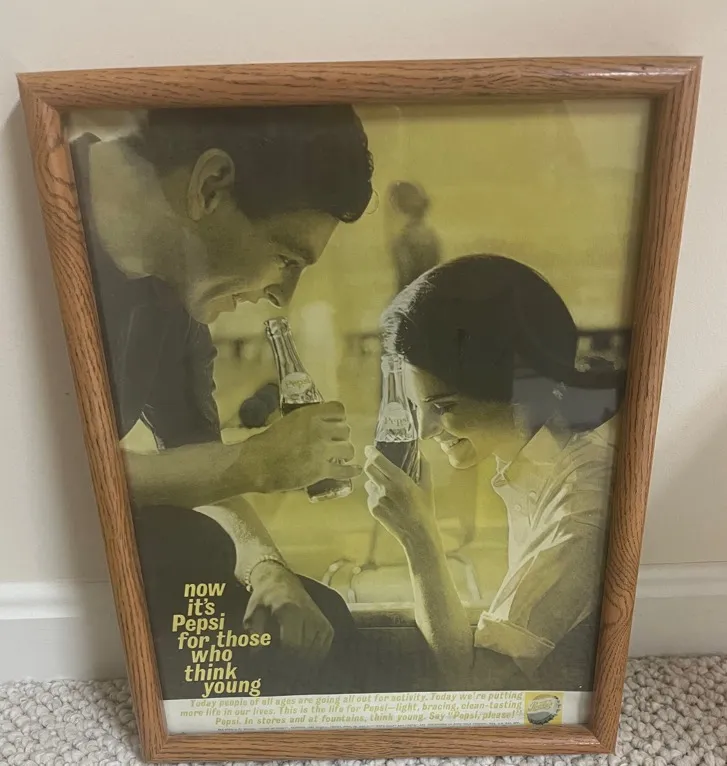 Pepsi
Pepsi
now
it's
Pepsi
for those
who
think
young
Today people of all ages are going all out for activity. Today we're putting
more life in our lives. This is the life for Pepsi—light, bracing, clean-tasting
Pepsi. In stores and at fountains, think young. Say "Pepsi, please!"